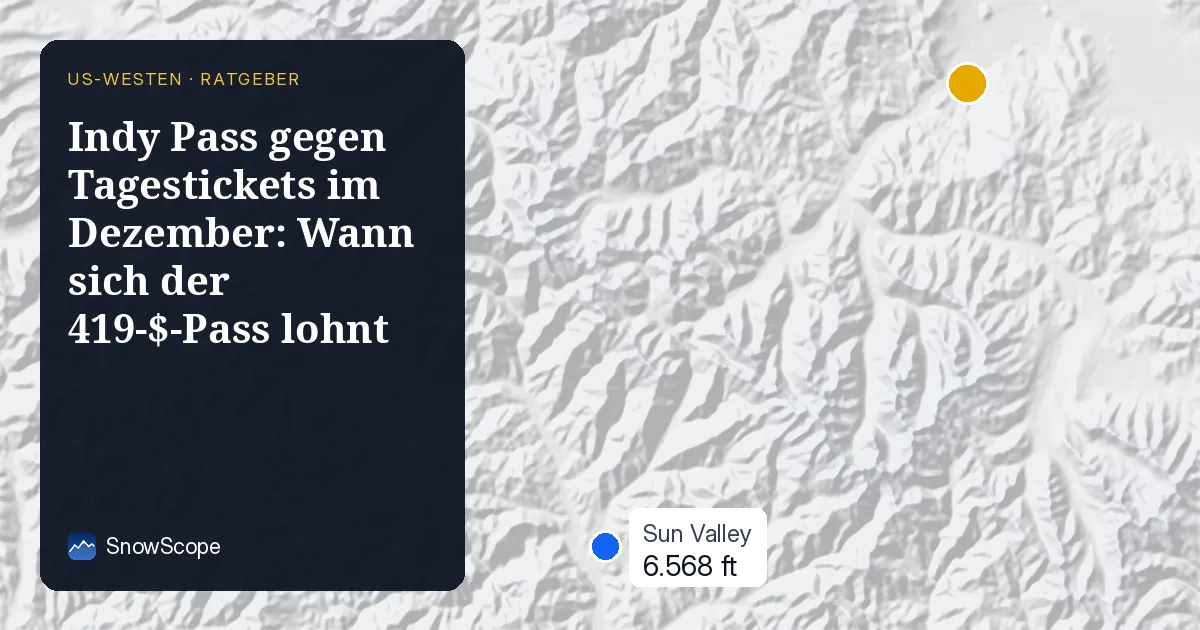 US-WESTEN · RATGEBER
Indy Pass gegen
Tagestickets im
Dezember: Wann
sich der
419-$-Pass lohnt
SnowScope
Sun Valley
6.568 ft